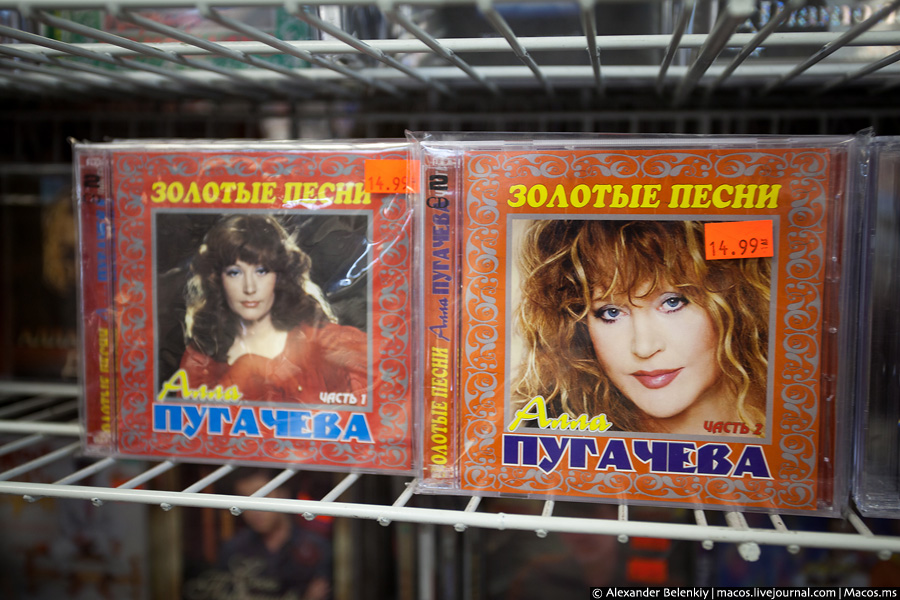 ЗОЛОТЫЕ ПЕСНИ
14.99
Алла
ЧАСТЬ 1
ПУГАЧЕВА
ЗОЛОТЫЕ ПЕСНИ Алла ПУГАЧЕВА
ЗОЛОТЫЕ ПЕСНИ
14.99
Алла
ЧАСТЬ 2
ПУГАЧЕВА
© Alexander Belenkiy | macos.livejournal.com | Macos.ms